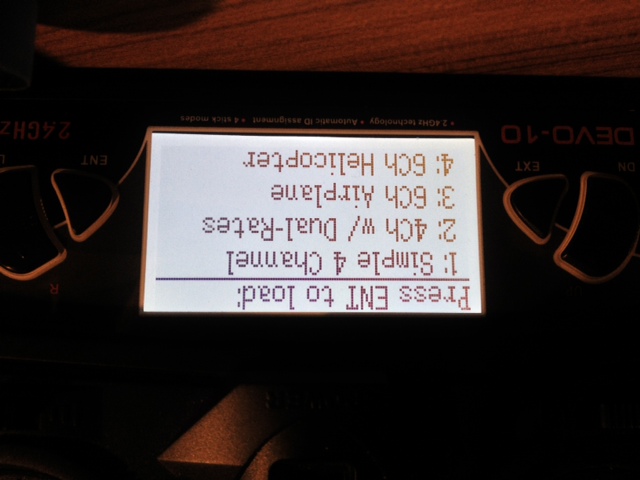 Press ENT to load:
1: Simple 4 Channel
2: 4Ch w/ Dual-Rates
3: 6Ch Airplane
4: 6Ch Helicopter
* 2.4GHz technology * Automatic ID assignment * 4 stick modes
DEVO-10
2.4GHz
EXT
ENT
DN
R
L